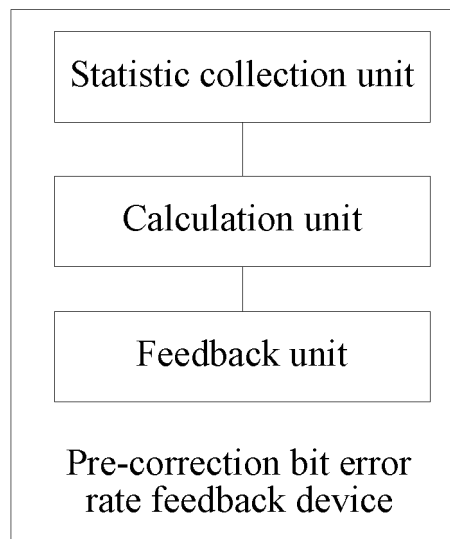 Statistic collection unit
Calculation unit
Feedback unit
Pre-correction bit error
rate feedback device